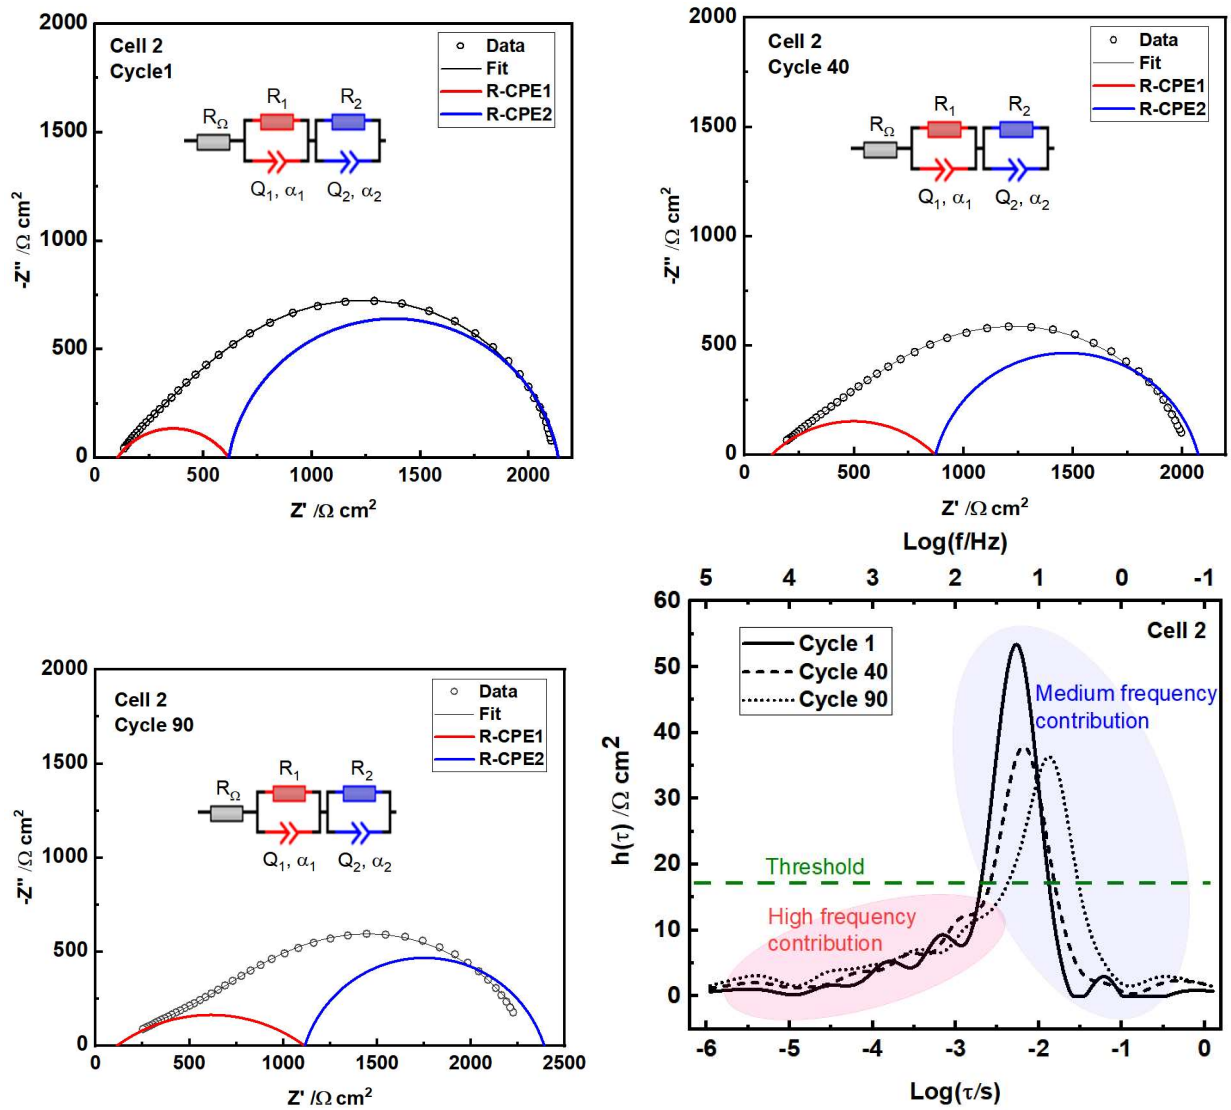 Cell 2
Cycle1
Data
Fit
R-CPE1
R-CPE2
RΩ
R1
R2
Q1, α1
Q2, α2
2000
1500
1000
500
0
-Z" /Ω cm2
0 500 1000 1500 2000
Z' /Ω cm2
Cell 2
Cycle 40
Data
Fit
R-CPE1
R-CPE2
RΩ
R1
R2
Q1, α1
Q2, α2
2000
1500
1000
500
0
-Z" /Ω cm2
0 500 1000 1500 2000
Z' /Ω cm2
Cell 2
Cycle 90
Data
Fit
R-CPE1
R-CPE2
RΩ
R1
R2
Q1, α1
Q2, α2
2000
1500
1000
500
0
-Z" /Ω cm2
0 500 1000 1500 2000 2500
Z' /Ω cm2
Log(f/Hz)
5 4 3 2 1 0 -1
Cycle 1
Cycle 40
Cycle 90
Cell 2
Medium frequency
contribution
Threshold
High frequency
contribution
60
50
40
30
20
10
0
h(τ) /Ω cm2
-6 -5 -4 -3 -2 -1 0
Log(τ/s)